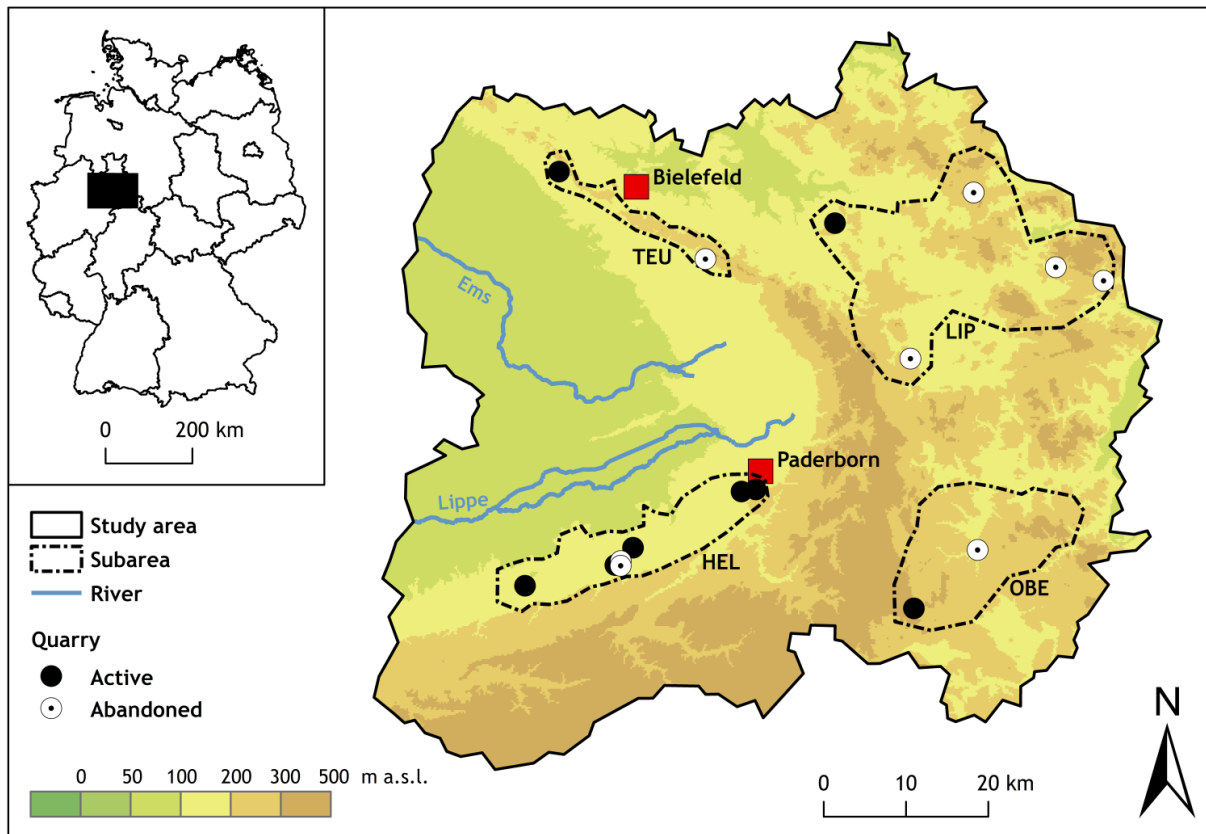 0 200 km
Study area
Subarea
River
Quarry
Active
Abandoned
0 50 100 200 300 500 m a.s.l.
Bielefeld
TEU
Ems
LIP
Paderborn
Lippe
HEL
OBE
N
0 10 20 km